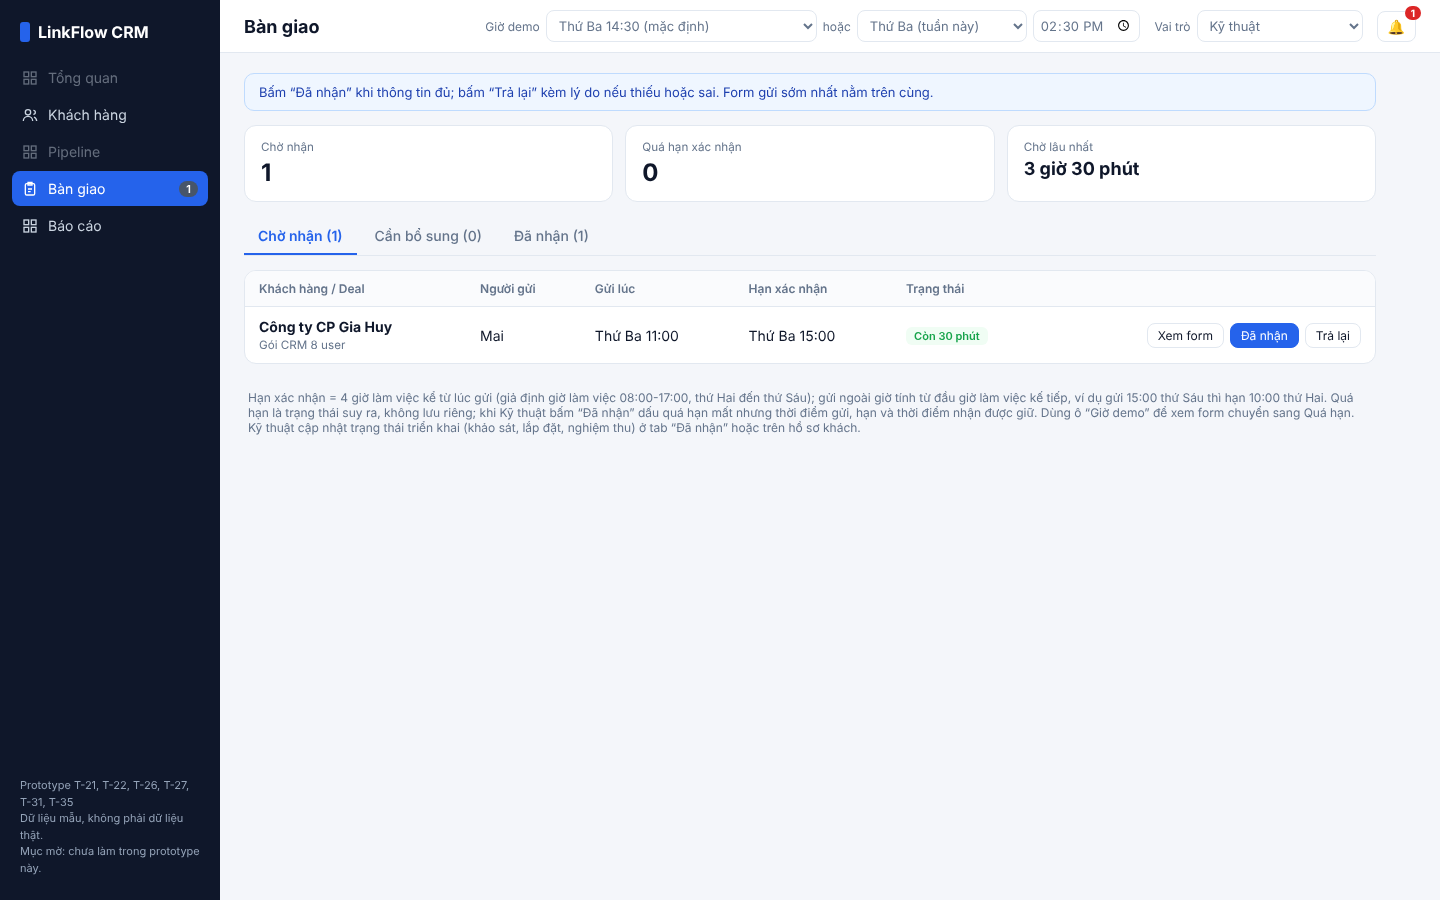 LinkFlow CRM
Tổng quan
Khách hàng
Pipeline
Bàn giao 1
Báo cáo
Prototype T-21, T-22, T-26, T-27,
T-31, T-35
Dữ liệu mẫu, không phải dữ liệu
thật.
Mục mờ: chưa làm trong prototype
này.
Bàn giao
Giờ demo Thứ Ba 14:30 (mặc định) hoặc Thứ Ba (tuần này) 02:30 PM Vai trò Kỹ thuật 1
Bấm “Đã nhận” khi thông tin đủ; bấm “Trả lại” kèm lý do nếu thiếu hoặc sai. Form gửi sớm nhất nằm trên cùng.
Chờ nhận
1
Quá hạn xác nhận
0
Chờ lâu nhất
3 giờ 30 phút
Chờ nhận (1) Cần bổ sung (0) Đã nhận (1)
Khách hàng / Deal Người gửi Gửi lúc Hạn xác nhận Trạng thái
Công ty CP Gia Huy
Gói CRM 8 user
Mai Thứ Ba 11:00 Thứ Ba 15:00 Còn 30 phút Xem form Đã nhận Trả lại
Hạn xác nhận = 4 giờ làm việc kể từ lúc gửi (giả định giờ làm việc 08:00-17:00, thứ Hai đến thứ Sáu); gửi ngoài giờ tính từ đầu giờ làm việc kế tiếp, ví dụ gửi 15:00 thứ Sáu thì hạn 10:00 thứ Hai. Quá
hạn là trạng thái suy ra, không lưu riêng; khi Kỹ thuật bấm “Đã nhận” dấu quá hạn mất nhưng thời điểm gửi, hạn và thời điểm nhận được giữ. Dùng ô “Giờ demo” để xem form chuyển sang Quá hạn.
Kỹ thuật cập nhật trạng thái triển khai (khảo sát, lắp đặt, nghiệm thu) ở tab “Đã nhận” hoặc trên hồ sơ khách.